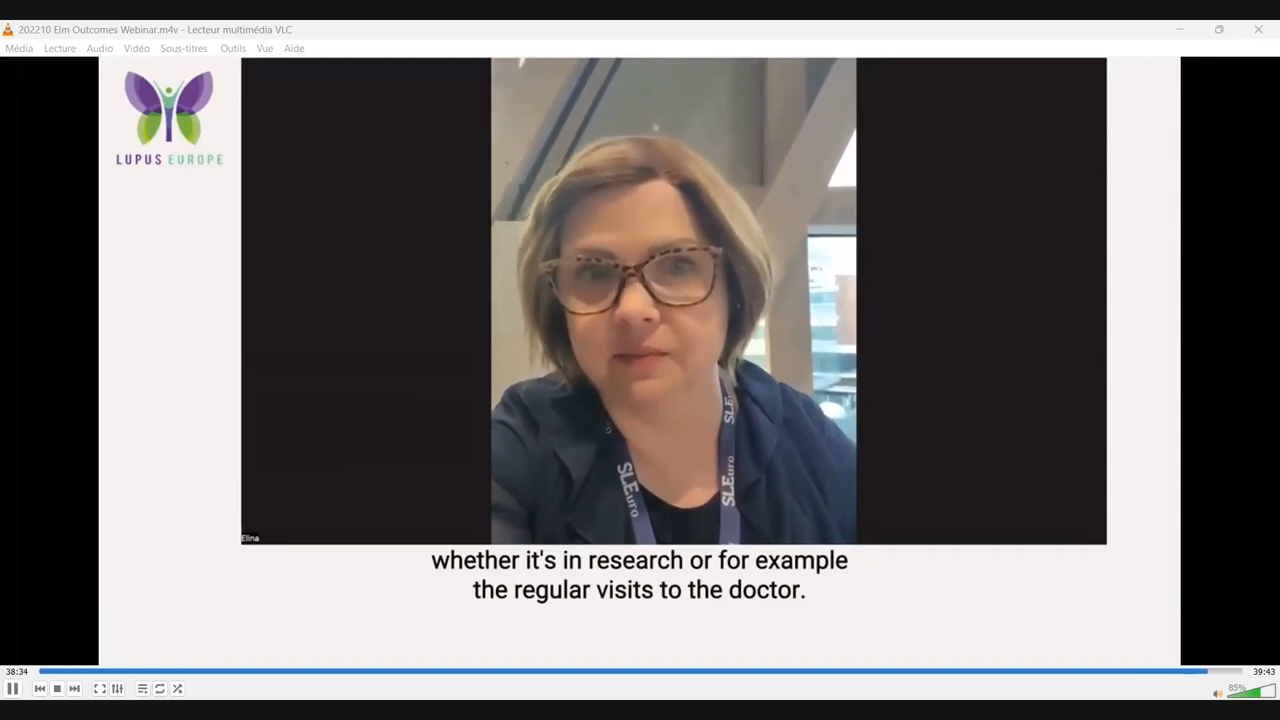 202210 Elm Outcomes Webinar.m4v - Lecteur multimédia VLC
Média Lecture Audio Vidéo Sous-titres Outils Vue Aide
LUPUS EUROPE
SLEuro
SLEuro
Elina
whether it's in research or for example
the regular visits to the doctor.
38:34
39:43
85%